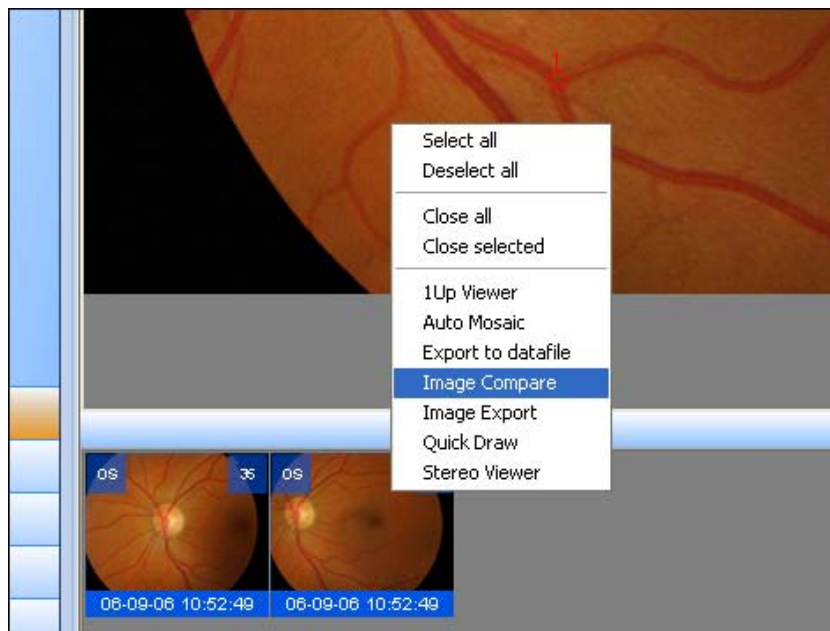 Select all
Deselect all
Close all
Close selected
1Up Viewer
Auto Mosaic
Export to datafile
Image Compare
Image Export
Quick Draw
Stereo Viewer
OS 35 OS
06-09-06 10:52:49 06-09-06 10:52:49